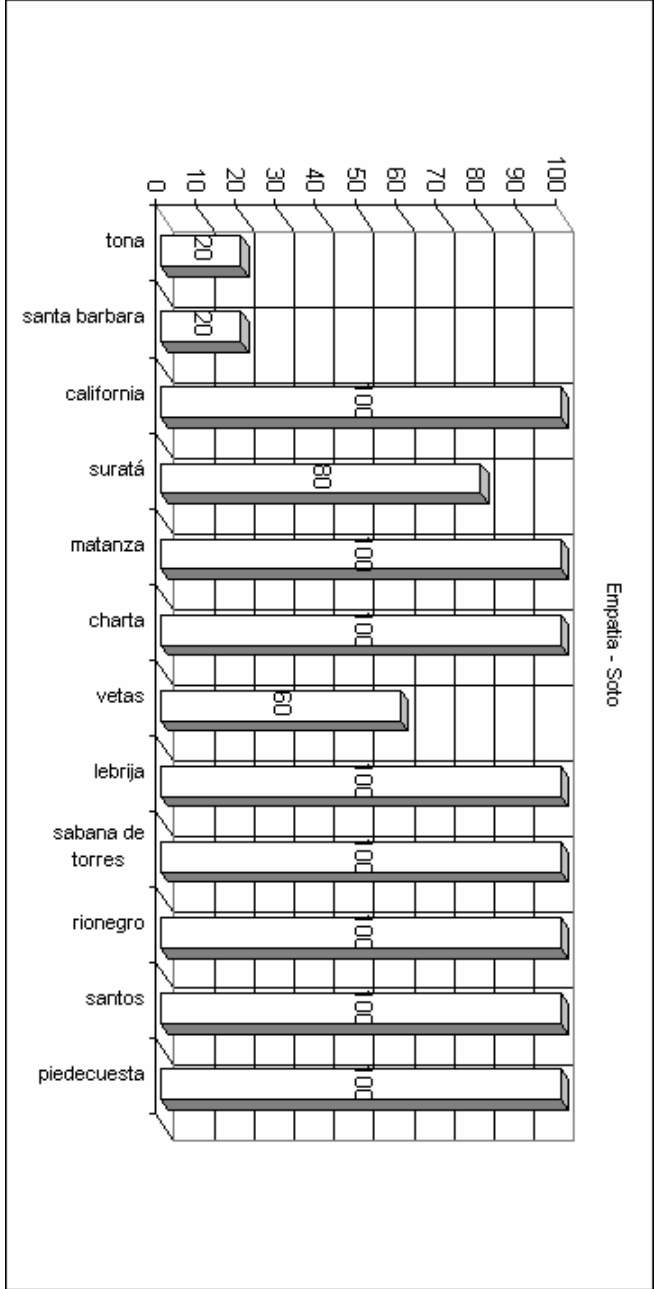 Empatia - Soto
100
90
80
70
60
50
40
30
20
10
0
20
20
100
80
100
100
60
100
100
100
100
100
tona
santa barbara
california
suratá
matanza
charta
vetas
lebrija
sabana de
torres
rionegro
santos
piedecuesta